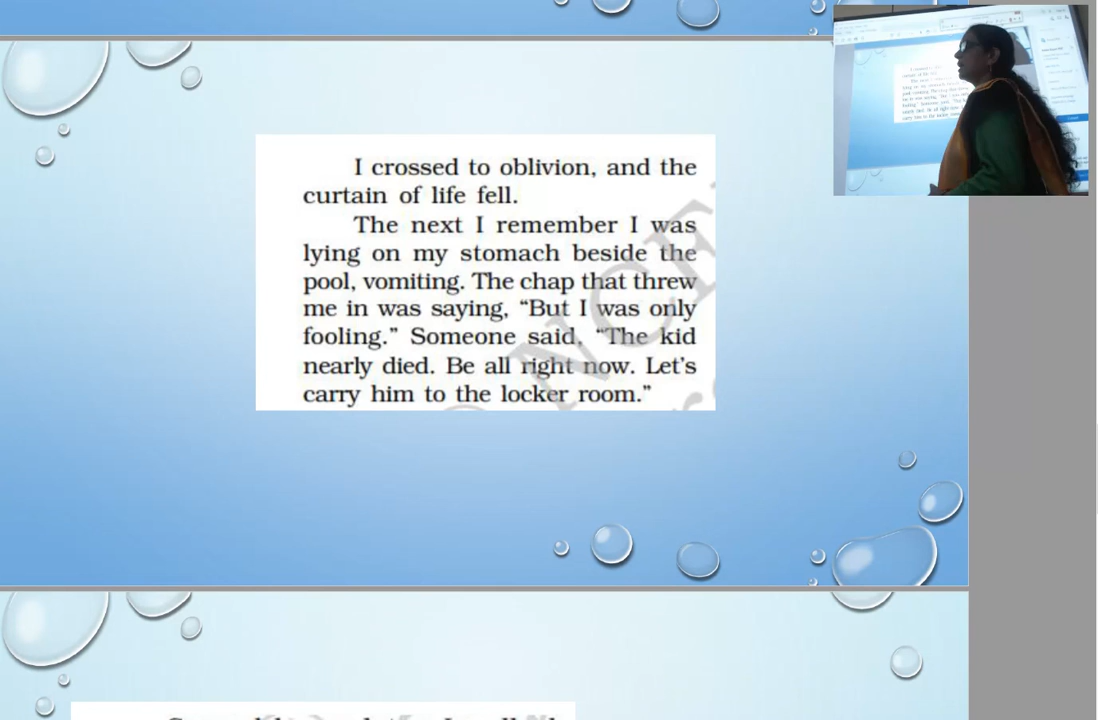 I crossed to oblivion, and the
curtain of life fell.
The next I remember I was
lying on my stomach beside the
pool, vomiting. The chap that threw
me in was saying, “But I was only
fooling.” Someone said, “The kid
nearly died. Be all right now. Let’s
carry him to the locker room.”
© NCE